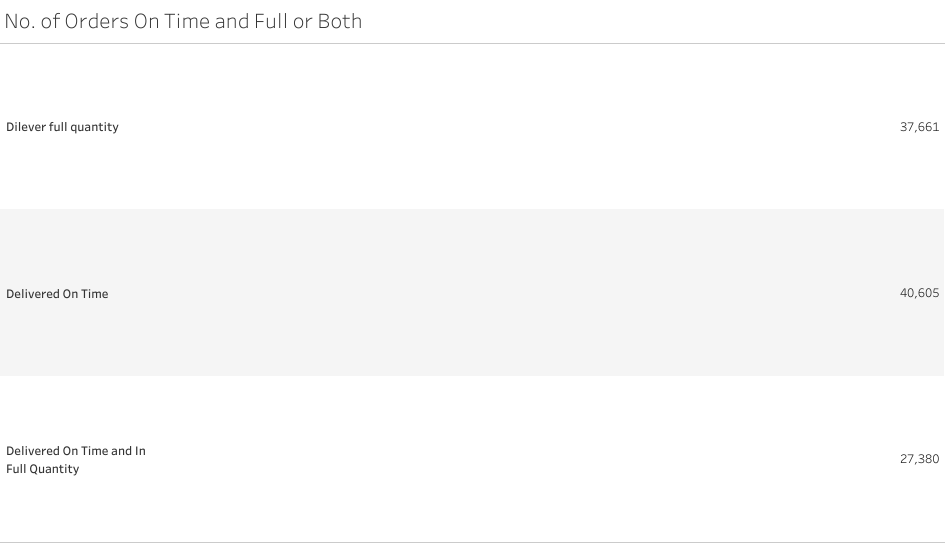 No. of Orders On Time and Full or Both
Dilever full quantity 37,661
Delivered On Time 40,605
Delivered On Time and In
Full Quantity 27,380